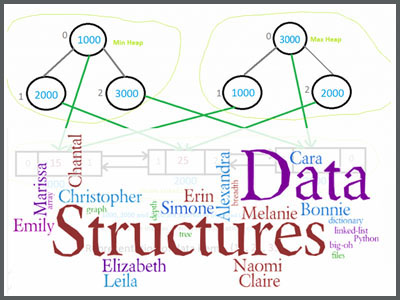 0 1000 Min Heap
0 3000 Max Heap
1 2000
2 3000
1 1000
2 2000
0 15 1
1 25
2000
Marissa
array
Chantal
Christopher
graph
Emily
depth
tree
Erin
Simone
Alexandra
breadth
Data
Cara
Melanie
Bonnie
dictionary
linked-list
Python
big-oh
files
Structures
Elizabeth
Leila
Naomi
Claire